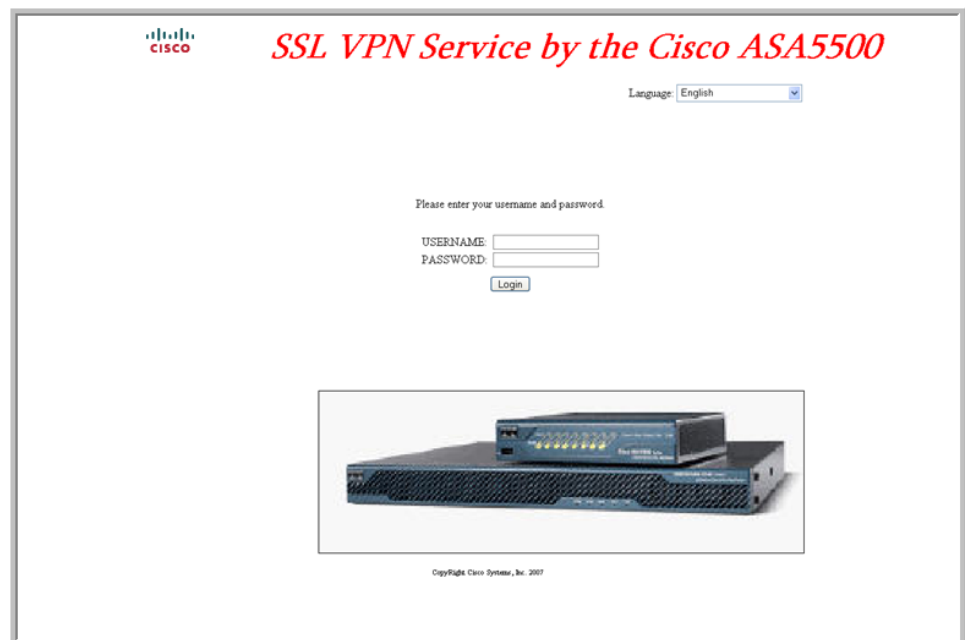 CISCO
SSL VPN Service by the Cisco ASA5500
Language: English
Please enter your username and password.
USERNAME:
PASSWORD:
Login
CopyRight Cisco Systems, Inc. 2007